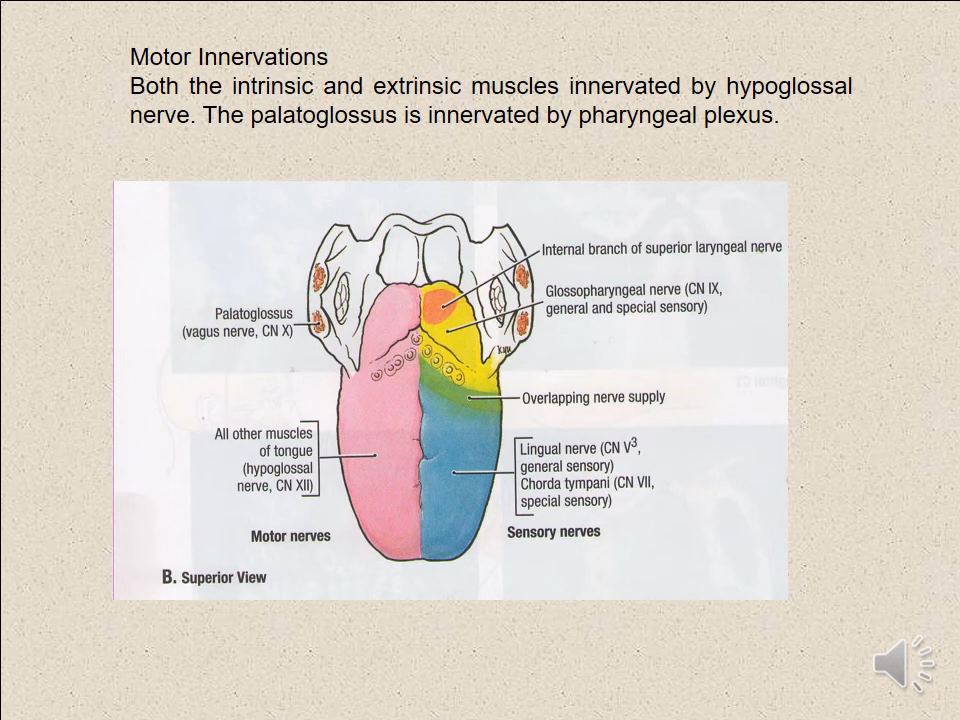 Motor Innervations
Both the intrinsic and extrinsic muscles innervated by hypoglossal
nerve. The palatoglossus is innervated by pharyngeal plexus.
Internal branch of superior laryngeal nerve
Glossopharyngeal nerve (CN IX,
general and special sensory)
Palatoglossus
(vagus nerve, CN X)
Overlapping nerve supply
All other muscles
of tongue
(hypoglossal
nerve, CN XII)
Lingual nerve (CN V³,
general sensory)
Chorda tympani (CN VII,
special sensory)
Motor nerves
Sensory nerves
B. Superior View